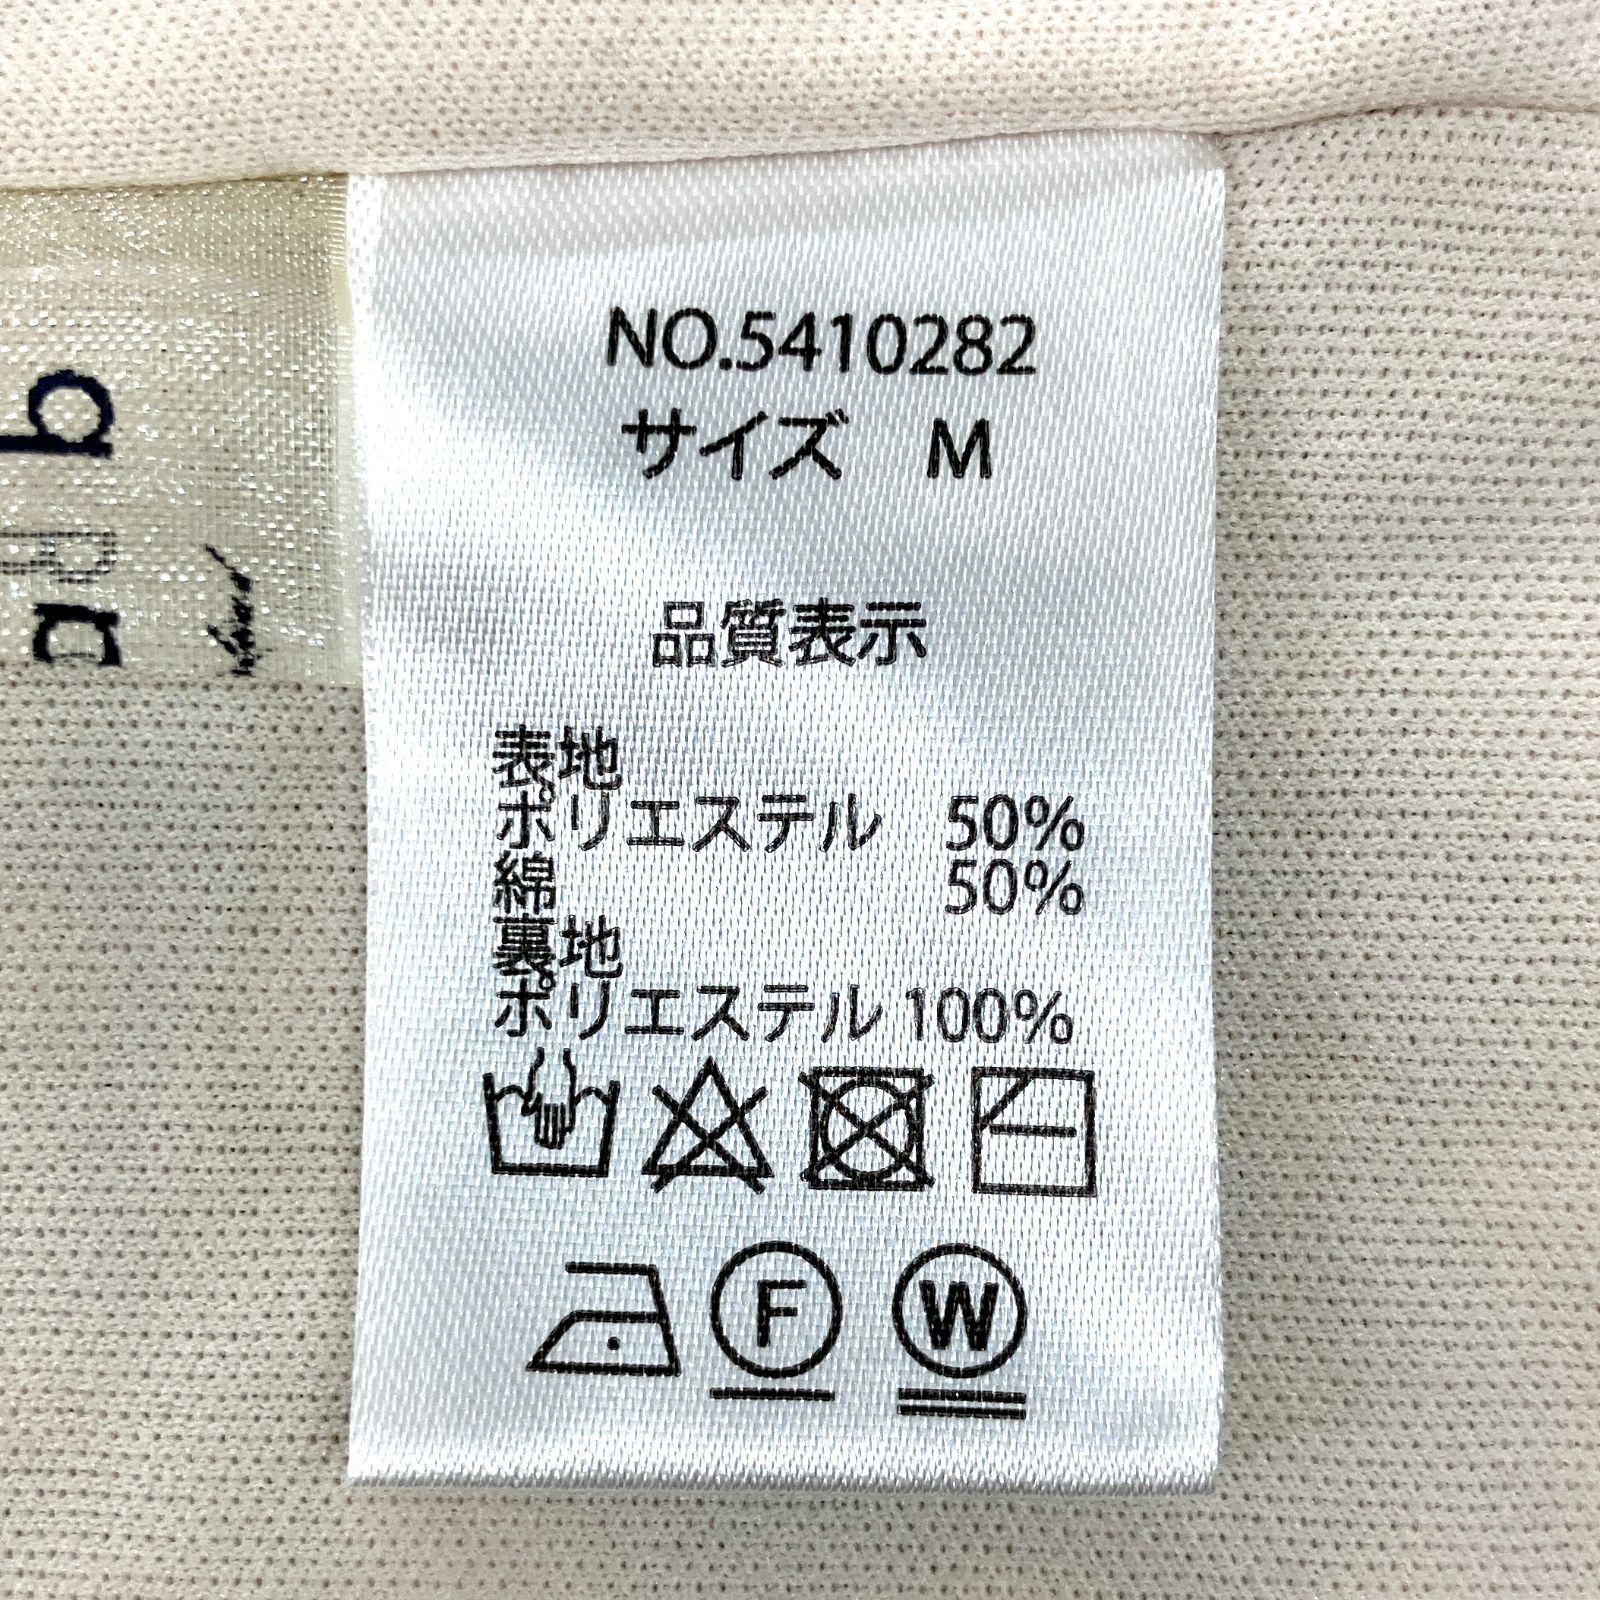 NO.5410282
サイズ M
品質表示
表地
ポリエステル 50%
綿 50%
裏地
ポリエステル 100%
F
W